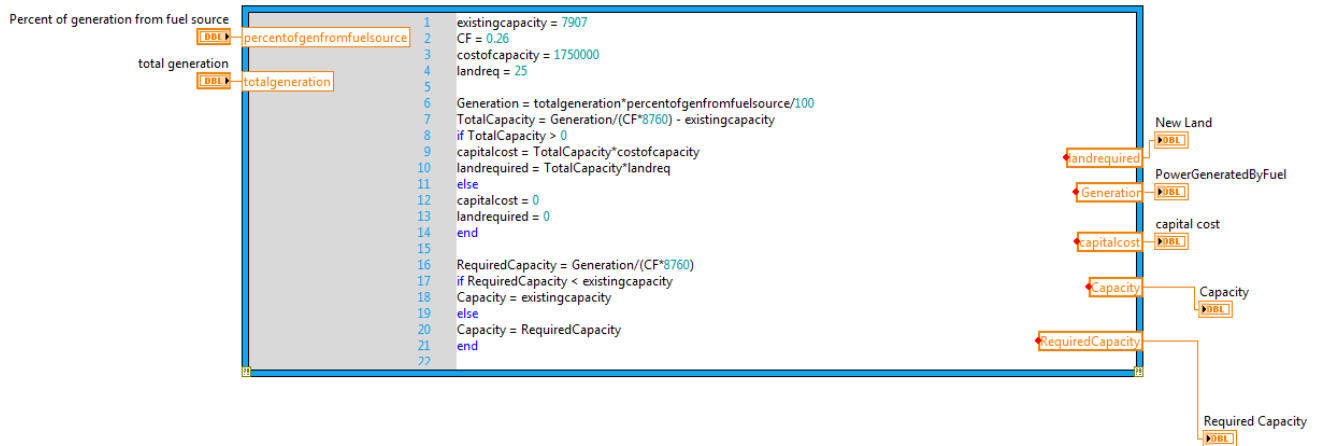 Percent of generation from fuel source
DBL
percentofgenfromfuelsource
total generation
DBL
totalgeneration
1 existingcapacity = 7907
2 CF = 0.26
3 costofcapacity = 1750000
4 landreq = 25
5
6 Generation = totalgeneration*percentofgenfromfuelsource/100
7 TotalCapacity = Generation/(CF*8760) - existingcapacity
8 if TotalCapacity > 0
9 capitalcost = TotalCapacity*costofcapacity
10 landrequired = TotalCapacity*landreq
11 else
12 capitalcost = 0
13 landrequired = 0
14 end
15
16 RequiredCapacity = Generation/(CF*8760)
17 if RequiredCapacity < existingcapacity
18 Capacity = existingcapacity
19 else
20 Capacity = RequiredCapacity
21 end
22
New Land
landrequired
DBL
PowerGeneratedByFuel
Generation
DBL
capital cost
capitalcost
DBL
Capacity
Capacity
DBL
RequiredCapacity
Required Capacity
DBL